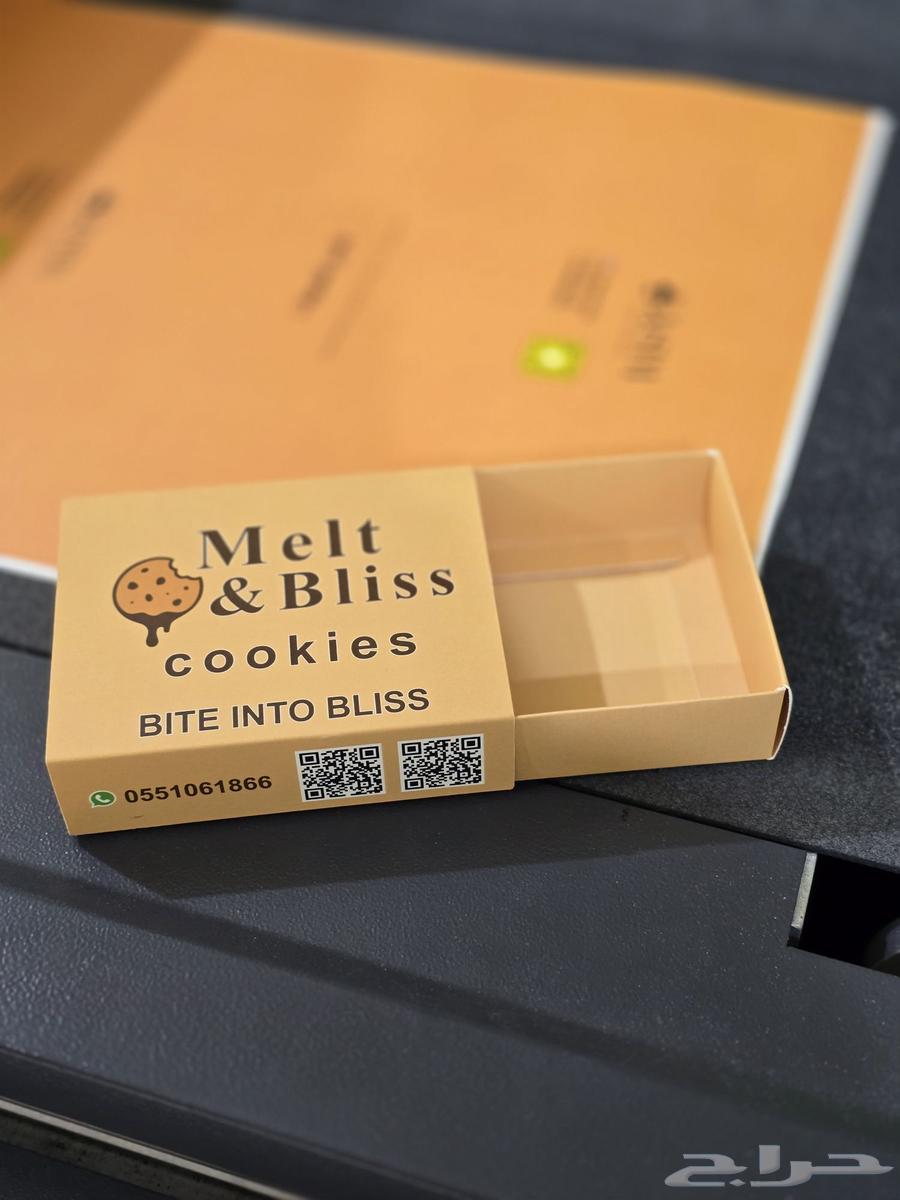 Melt
& Bliss
cookies
BITE INTO BLISS
0551061866
حراج